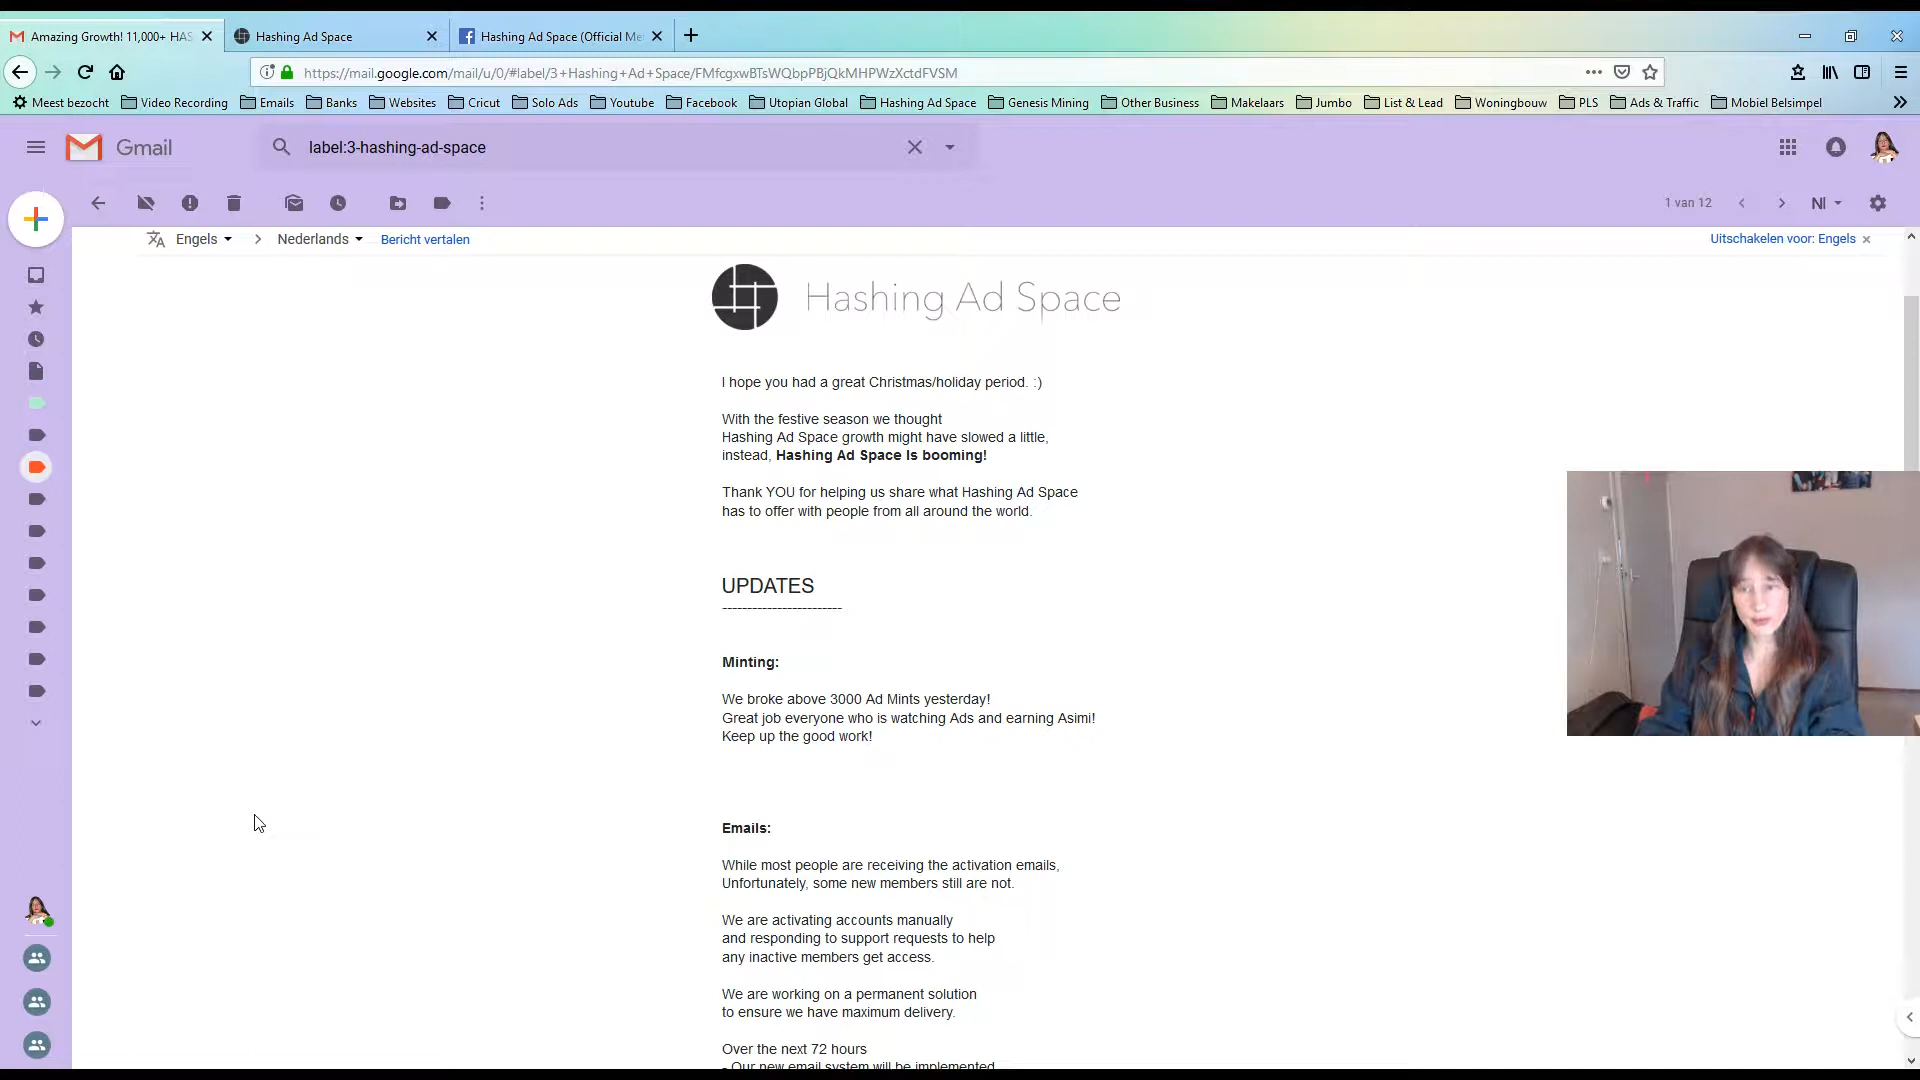 Amazing Growth! 11,000+ HAS
Hashing Ad Space
Hashing Ad Space (Official Me
https://mail.google.com/mail/u/0/#label/3+Hashing+Ad+Space/FMfcgxwBTsWQbpPBjQkMHPWzXctdFVSM
Meest bezocht
Video Recording
Emails
Banks
Websites
Cricut
Solo Ads
Youtube
Facebook
Utopian Global
Hashing Ad Space
Genesis Mining
Other Business
Makelaars
Jumbo
List & Lead
Woningbouw
PLS
Ads & Traffic
Mobiel Belsimpel
Gmail
label:3-hashing-ad-space
1 van 12
Nl
Engels
Nederlands
Bericht vertalen
Uitschakelen voor: Engels
Hashing Ad Space
I hope you had a great Christmas/holiday period. :)
With the festive season we thought
Hashing Ad Space growth might have slowed a little,
instead, Hashing Ad Space Is booming!
Thank YOU for helping us share what Hashing Ad Space
has to offer with people from all around the world.
UPDATES
------------------------
Minting:
We broke above 3000 Ad Mints yesterday!
Great job everyone who is watching Ads and earning Asimi!
Keep up the good work!
Emails:
While most people are receiving the activation emails,
Unfortunately, some new members still are not.
We are activating accounts manually
and responding to support requests to help
any inactive members get access.
We are working on a permanent solution
to ensure we have maximum delivery.
Over the next 72 hours
- Our new email system will be implemented